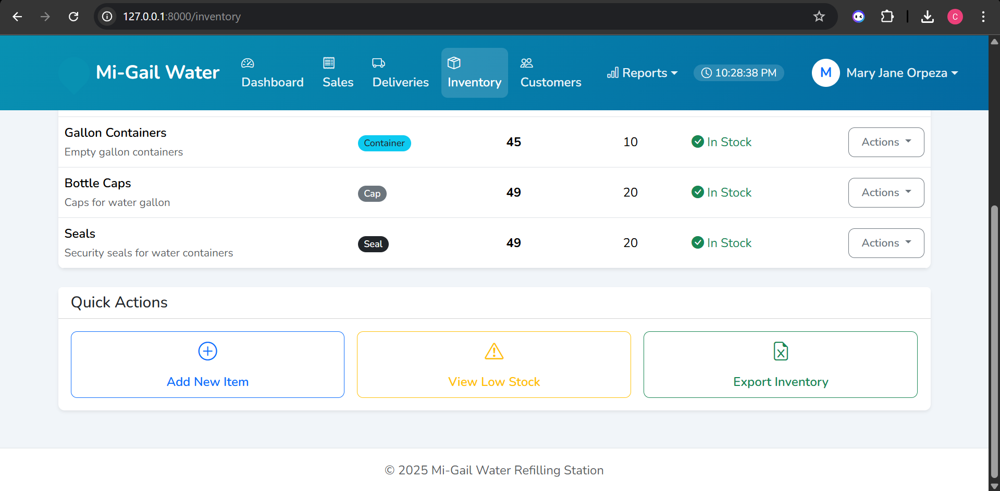 127.0.0.1:8000/inventory
C
Mi-Gail Water
Dashboard
Sales
Deliveries
Inventory
Customers
Reports
10:28:38 PM
M
Mary Jane Orpeza
Gallon Containers
Empty gallon containers
Container
45
10
In Stock
Actions
Bottle Caps
Caps for water gallon
Cap
49
20
In Stock
Actions
Seals
Security seals for water containers
Seal
49
20
In Stock
Actions
Quick Actions
Add New Item
View Low Stock
Export Inventory
© 2025 Mi-Gail Water Refilling Station